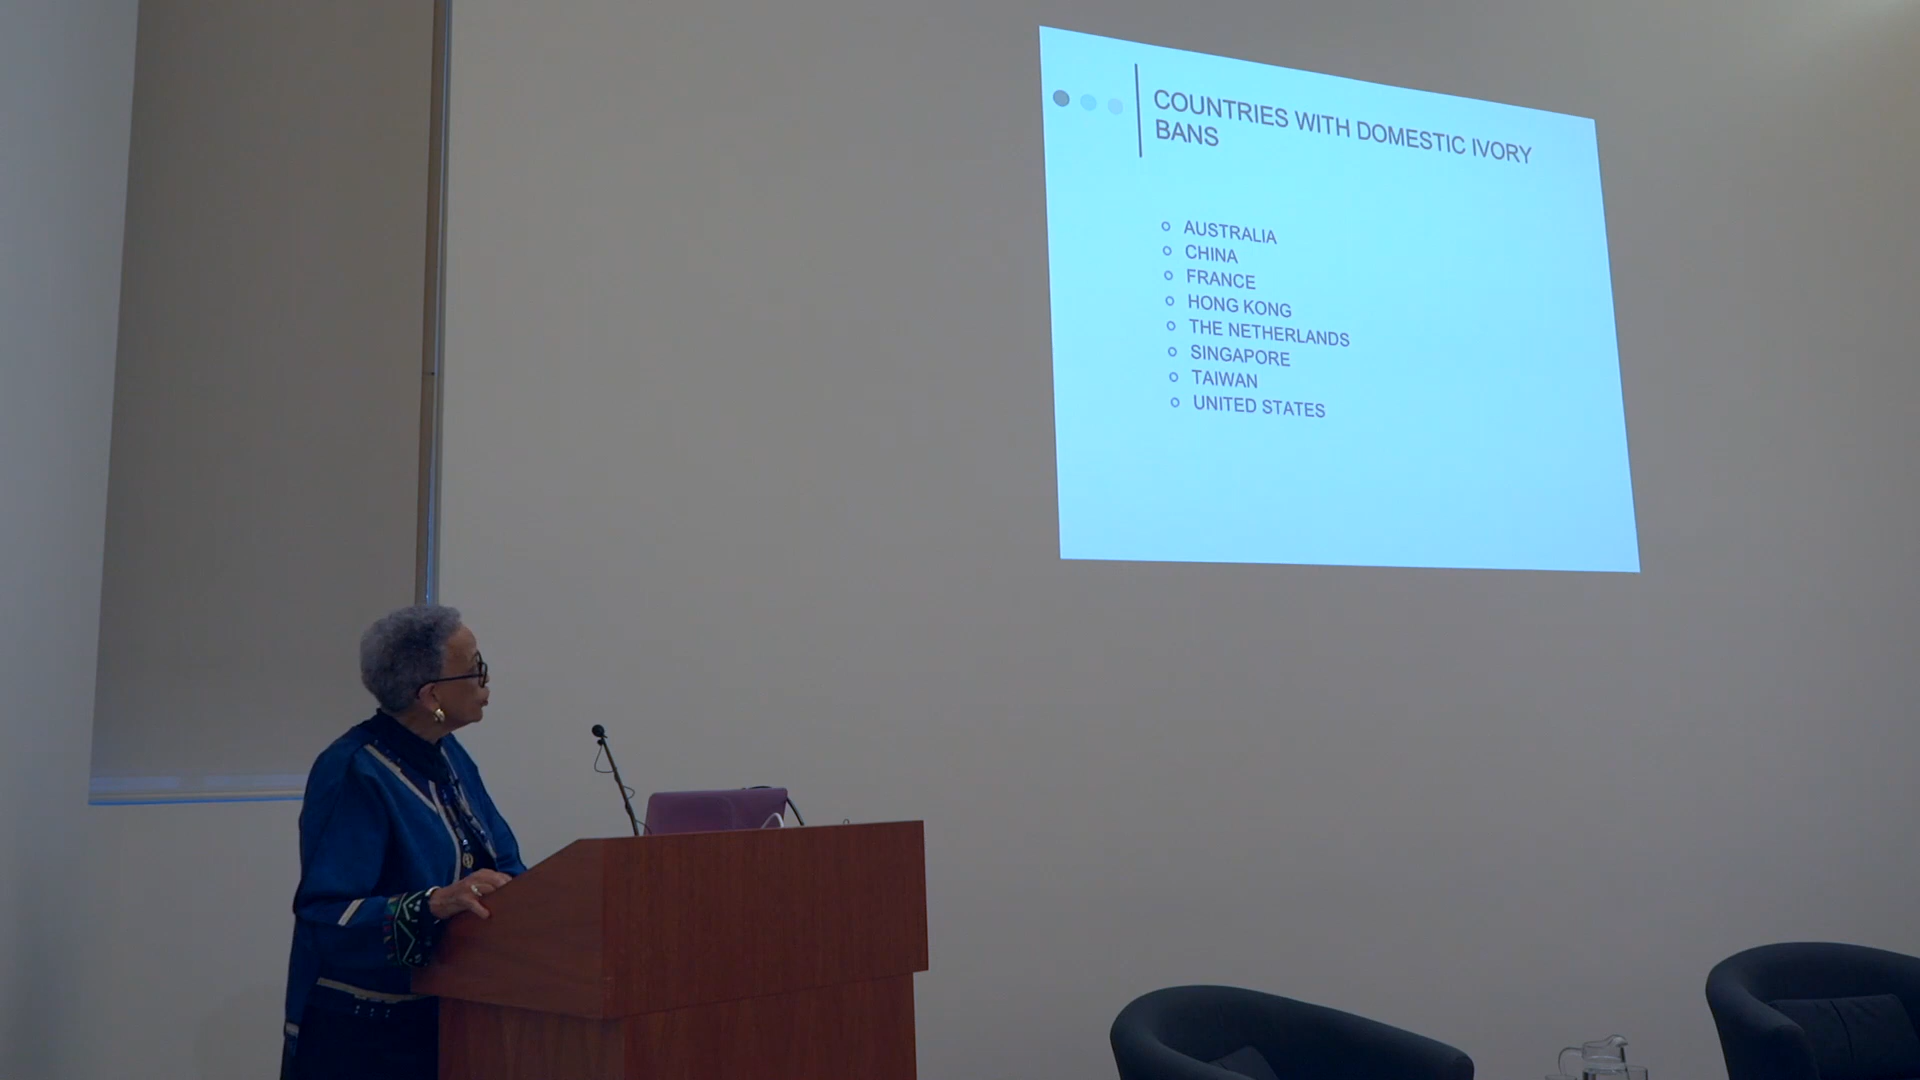 COUNTRIES WITH DOMESTIC IVORY
BANS
AUSTRALIA
CHINA
FRANCE
HONG KONG
THE NETHERLANDS
SINGAPORE
TAIWAN
UNITED STATES